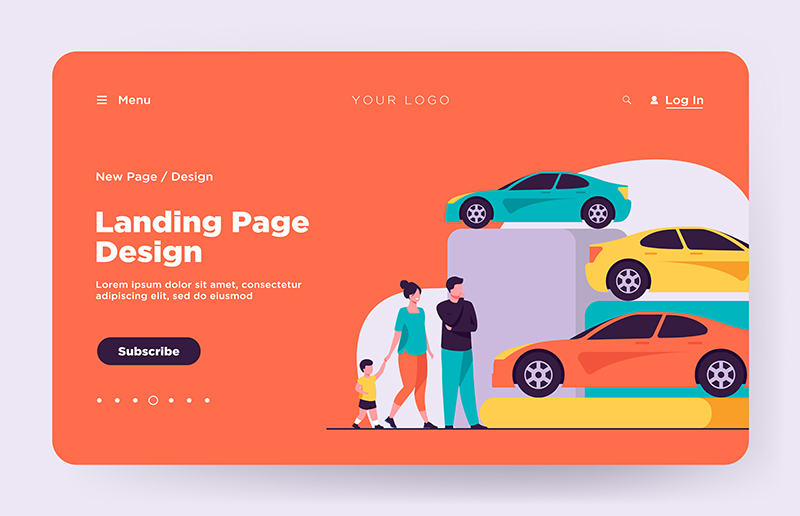 Menu
YOUR LOGO
Log In
New Page / Design
Landing Page
Design
Lorem ipsum dolor sit amet, consectetur
adipiscing elit, sed do eiusmod
Subscribe